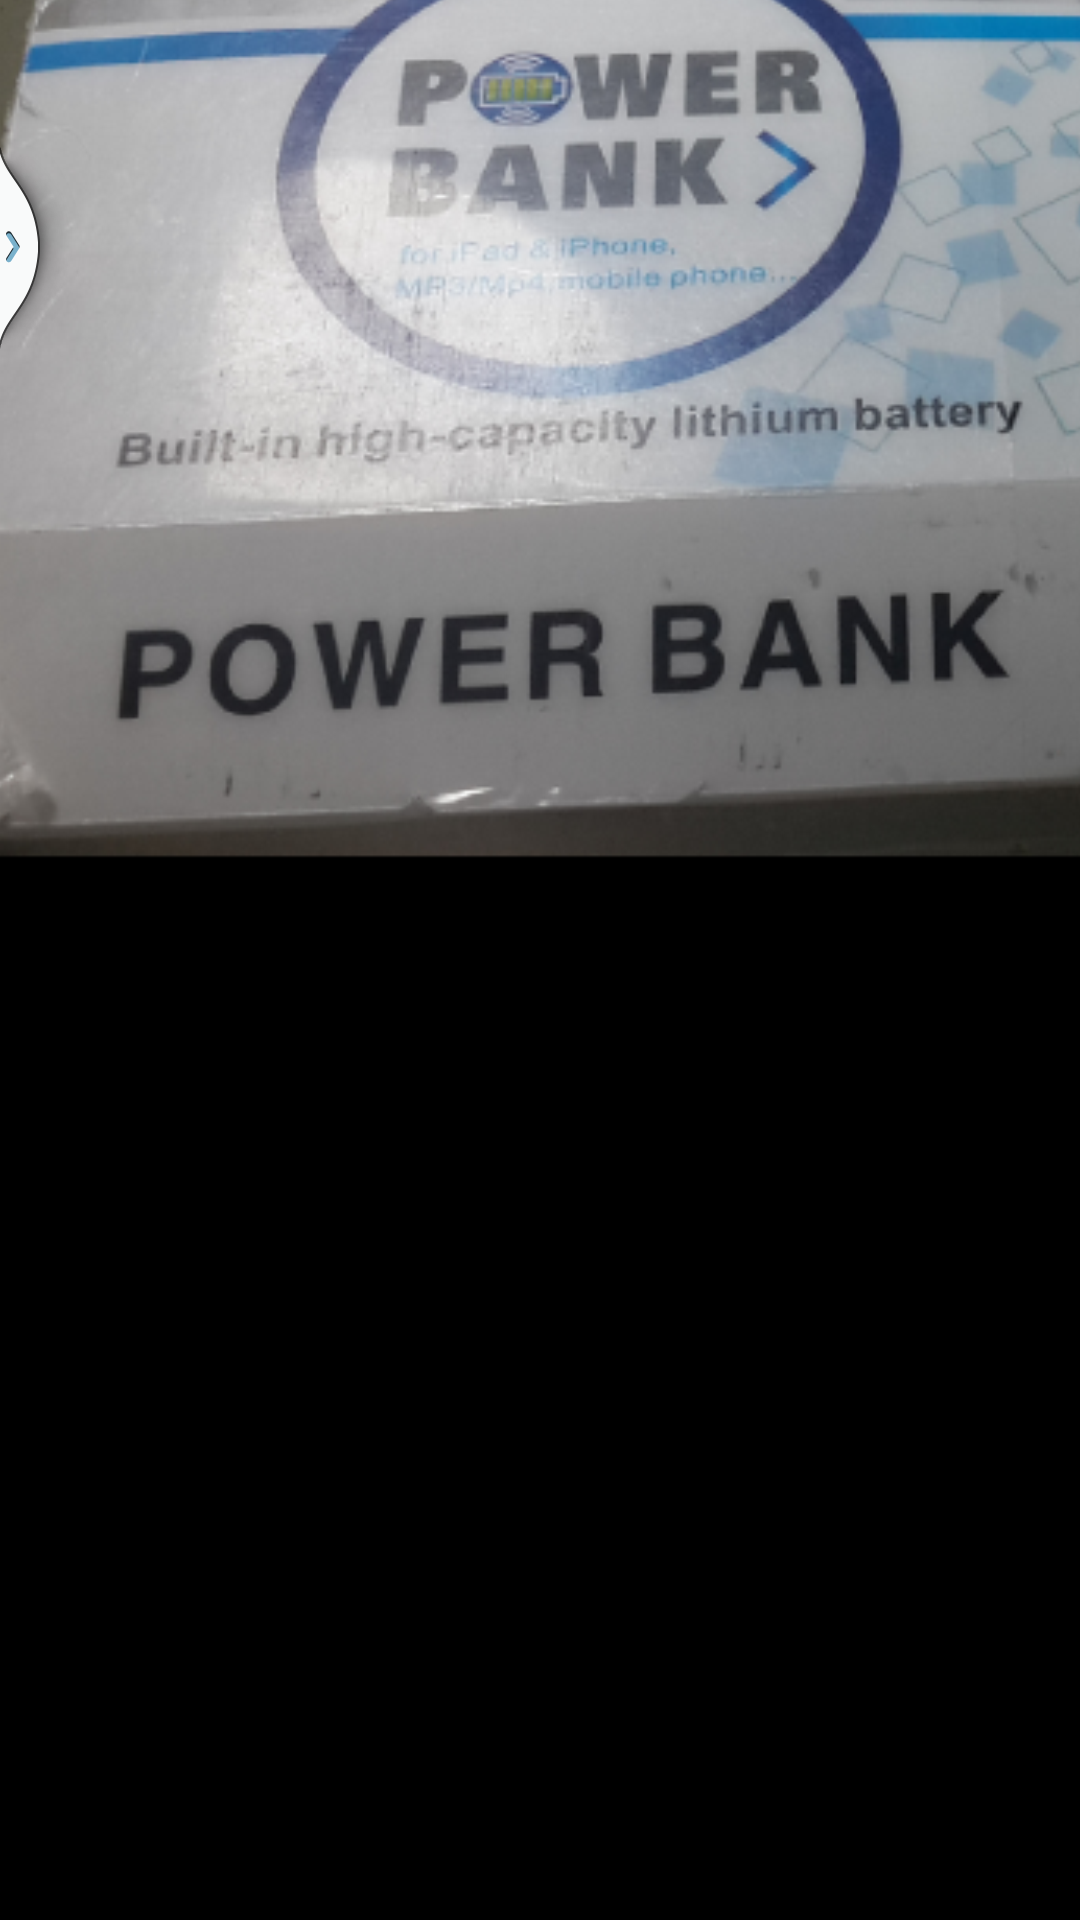 POWER
BANK >
for iPad & iPhone,
MP3/Mp4,mobile phone...
Built-in high-capacity lithium battery
POWER BANK